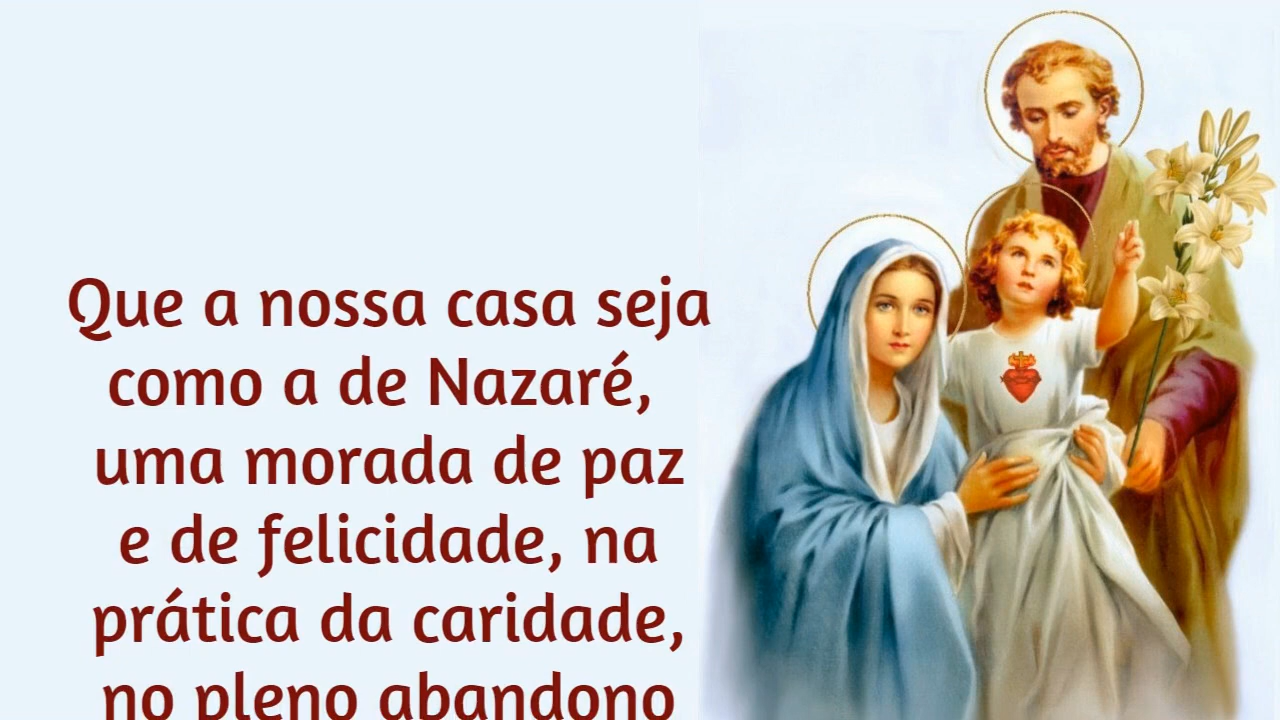 Que a nossa casa seja
como a de Nazaré,
uma morada de paz
e de felicidade, na
prática da caridade,
no pleno abandono